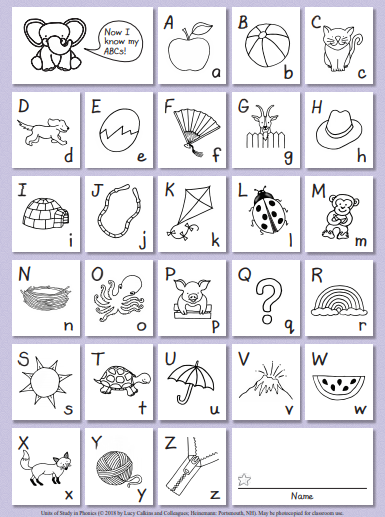 Now I
know my
ABCs!
A
a
B
b
C
c
D
d
E
e
F
f
G
g
H
h
I
i
J
j
K
k
L
l
M
m
N
n
O
o
P
p
Q
q
R
r
S
s
T
t
U
u
V
v
W
w
X
x
Y
y
Z
z
Name
Units of Study in Phonics (© 2018 by Lucy Calkins and Colleagues; Heinemann: Portsmouth, NH). May be photocopied for classroom use.